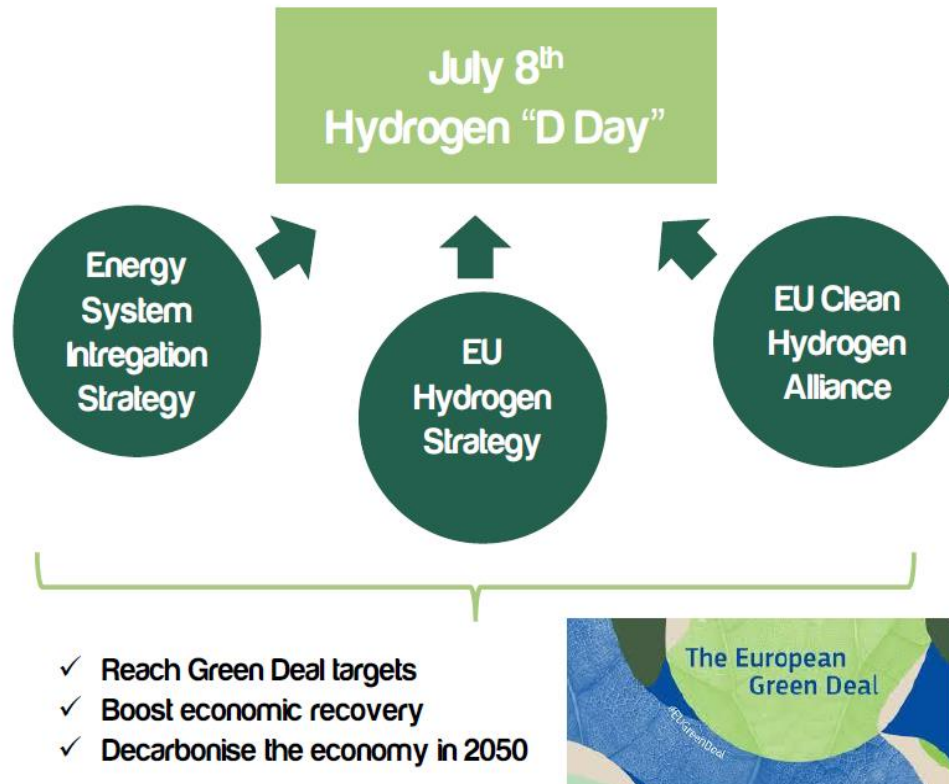 July 8th
Hydrogen “D Day”
Energy
System
Intregation
Strategy
EU
Hydrogen
Strategy
EU Clean
Hydrogen
Alliance
✓ Reach Green Deal targets
✓ Boost economic recovery
✓ Decarbonise the economy in 2050
The European
Green Deal
#EUGreenDeal